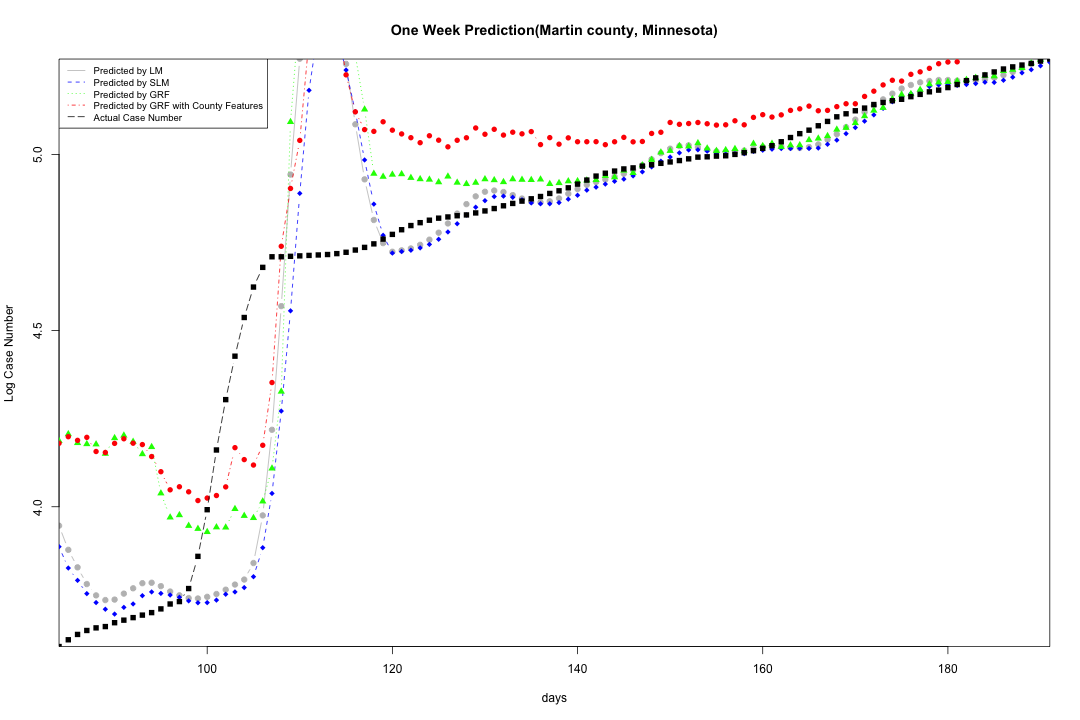 One Week Prediction(Martin county, Minnesota)
Predicted by LM
Predicted by SLM
Predicted by GRF
Predicted by GRF with County Features
Actual Case Number
5.0
4.5
4.0
Log Case Number
100 120 140 160 180
days